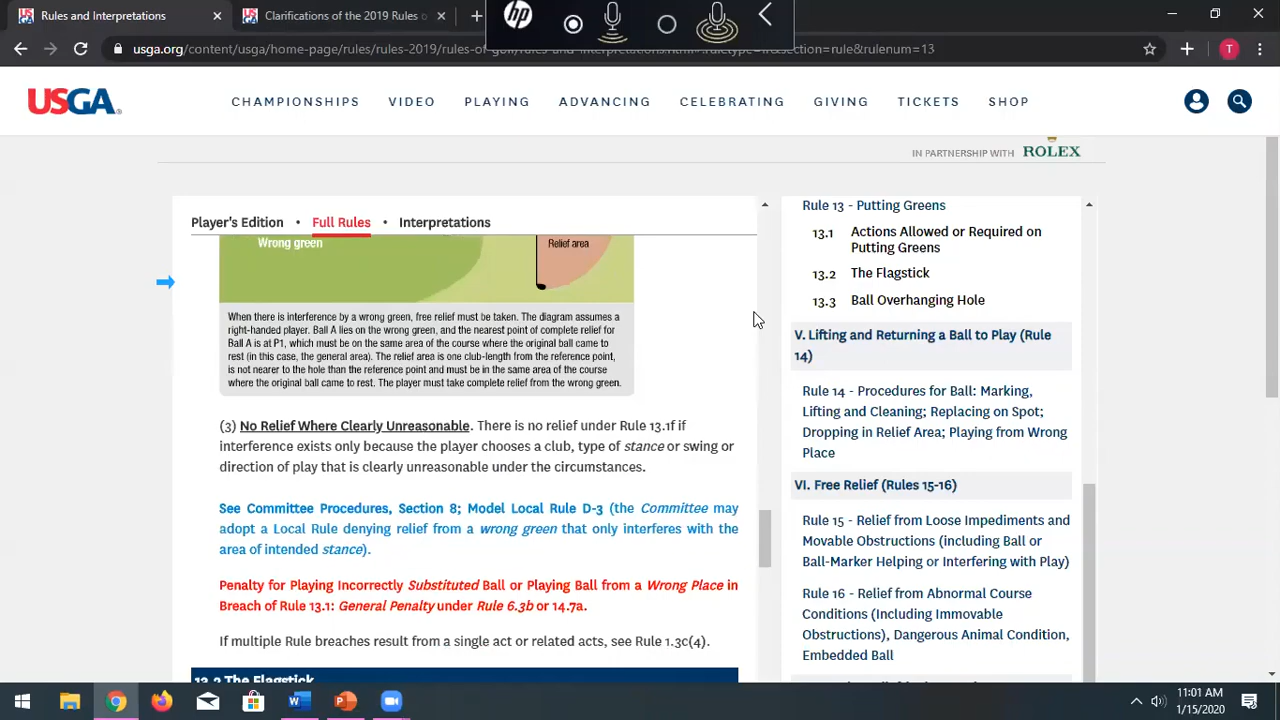 Rules and Interpretations
Clarifications of the 2019 Rules o
hp
usga.org/content/usga/home-page/rules/rules-2019/rules-of-golf/rules-and-interpretations.html#!ruletype=fr&section=rule&rulenum=13
T
USGA
CHAMPIONSHIPS VIDEO PLAYING ADVANCING CELEBRATING GIVING TICKETS SHOP
IN PARTNERSHIP WITH ROLEX
Player's Edition • Full Rules • Interpretations
Wrong green
Relief area
When there is interference by a wrong green, free relief must be taken. The diagram assumes a
right-handed player. Ball A lies on the wrong green, and the nearest point of complete relief for
Ball A is at P1, which must be on the same area of the course where the original ball came to
rest (in this case, the general area). The relief area is one club-length from the reference point,
is not nearer to the hole than the reference point and must be in the same area of the course
where the original ball came to rest. The player must take complete relief from the wrong green.
(3) No Relief Where Clearly Unreasonable. There is no relief under Rule 13.1f if
interference exists only because the player chooses a club, type of stance or swing or
direction of play that is clearly unreasonable under the circumstances.
See Committee Procedures, Section 8; Model Local Rule D-3 (the Committee may
adopt a Local Rule denying relief from a wrong green that only interferes with the
area of intended stance).
Penalty for Playing Incorrectly Substituted Ball or Playing Ball from a Wrong Place in
Breach of Rule 13.1: General Penalty under Rule 6.3b or 14.7a.
If multiple Rule breaches result from a single act or related acts, see Rule 1.3c(4).
13.2 The Flagstick
Rule 13 - Putting Greens
13.1 Actions Allowed or Required on
Putting Greens
13.2 The Flagstick
13.3 Ball Overhanging Hole
V. Lifting and Returning a Ball to Play (Rule
14)
Rule 14 - Procedures for Ball: Marking,
Lifting and Cleaning; Replacing on Spot;
Dropping in Relief Area; Playing from Wrong
Place
VI. Free Relief (Rules 15-16)
Rule 15 - Relief from Loose Impediments and
Movable Obstructions (including Ball or
Ball-Marker Helping or Interfering with Play)
Rule 16 - Relief from Abnormal Course
Conditions (Including Immovable
Obstructions), Dangerous Animal Condition,
Embedded Ball
11:01 AM
1/15/2020